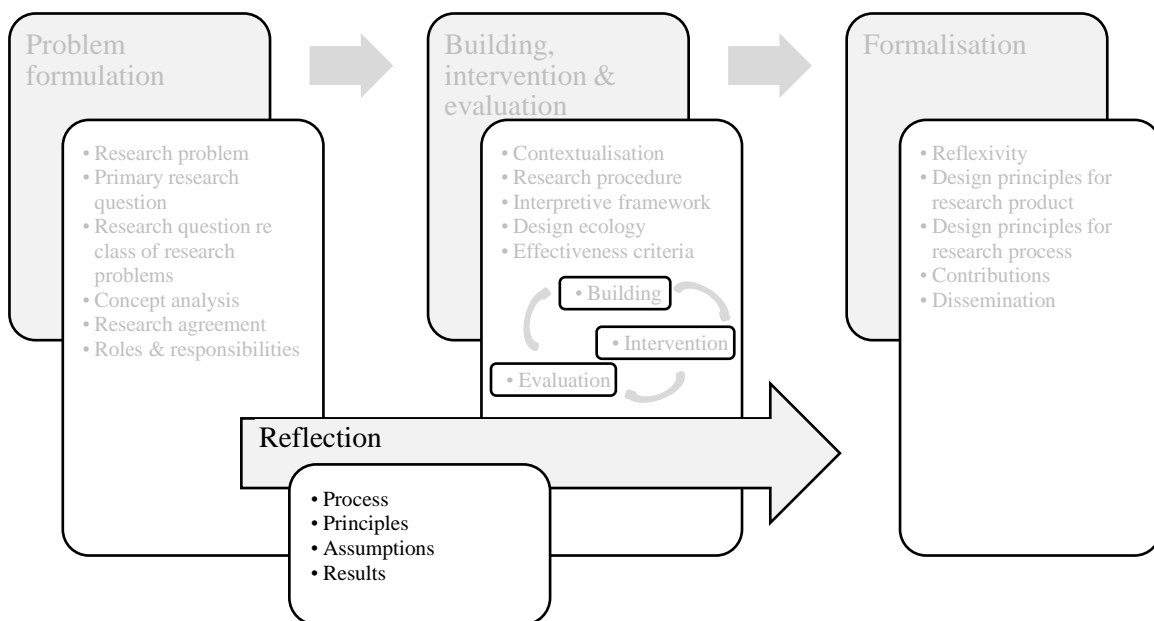 Problem
formulation
• Research problem
• Primary research
question
• Research question re
class of research
problems
• Concept analysis
• Research agreement
• Roles & responsibilities
Building,
intervention &
evaluation
• Contextualisation
• Research procedure
• Interpretive framework
• Design ecology
• Effectiveness criteria
• Building
• Intervention
• Evaluation
Formalisation
• Reflexivity
• Design principles for
research product
• Design principles for
research process
• Contributions
• Dissemination
Reflection
• Process
• Principles
• Assumptions
• Results